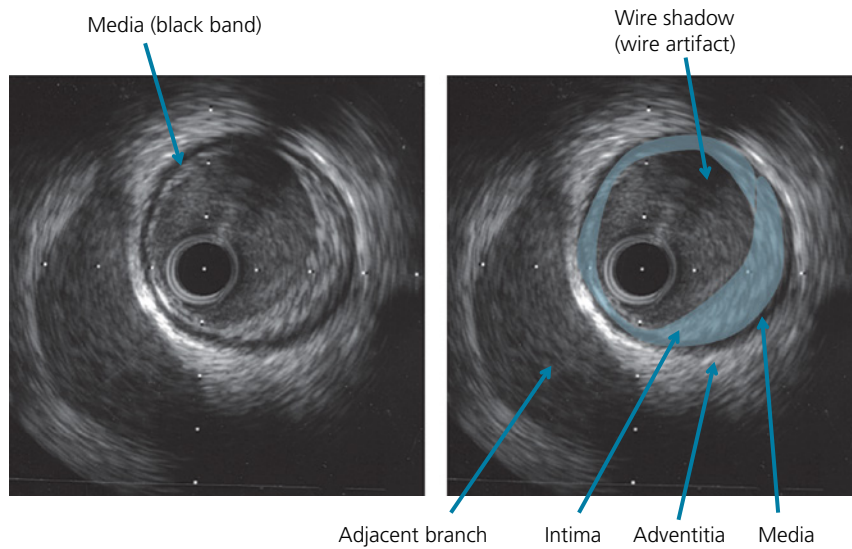 Media (black band)
Wire shadow
(wire artifact)
Adjacent branch
Intima
Adventitia
Media